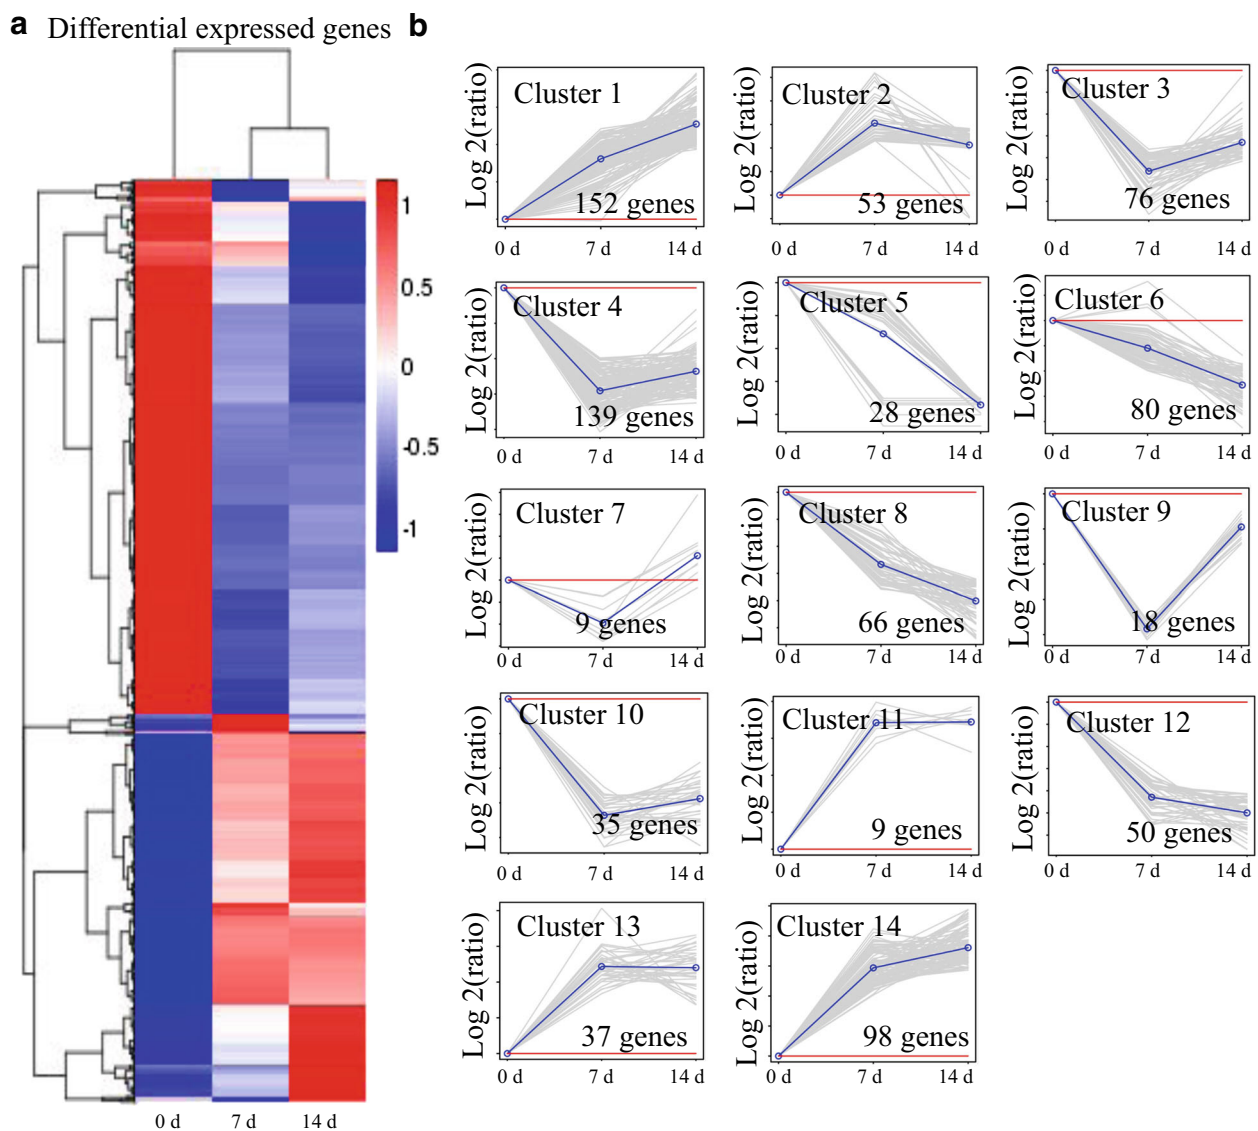 a Differential expressed genes b
1
0.5
0
-0.5
-1
0 d 7 d 14 d
Log 2(ratio)
Cluster 1
152 genes
0 d 7 d 14 d
Log 2(ratio)
Cluster 2
53 genes
0 d 7 d 14 d
Log 2(ratio)
Cluster 3
76 genes
0 d 7 d 14 d
Log 2(ratio)
Cluster 4
139 genes
0 d 7 d 14 d
Log 2(ratio)
Cluster 5
28 genes
0 d 7 d 14 d
Log 2(ratio)
Cluster 6
80 genes
0 d 7 d 14 d
Log 2(ratio)
Cluster 7
9 genes
0 d 7 d 14 d
Log 2(ratio)
Cluster 8
66 genes
0 d 7 d 14 d
Log 2(ratio)
Cluster 9
18 genes
0 d 7 d 14 d
Log 2(ratio)
Cluster 10
35 genes
0 d 7 d 14 d
Log 2(ratio)
Cluster 11
9 genes
0 d 7 d 14 d
Log 2(ratio)
Cluster 12
50 genes
0 d 7 d 14 d
Log 2(ratio)
Cluster 13
37 genes
0 d 7 d 14 d
Log 2(ratio)
Cluster 14
98 genes
0 d 7 d 14 d